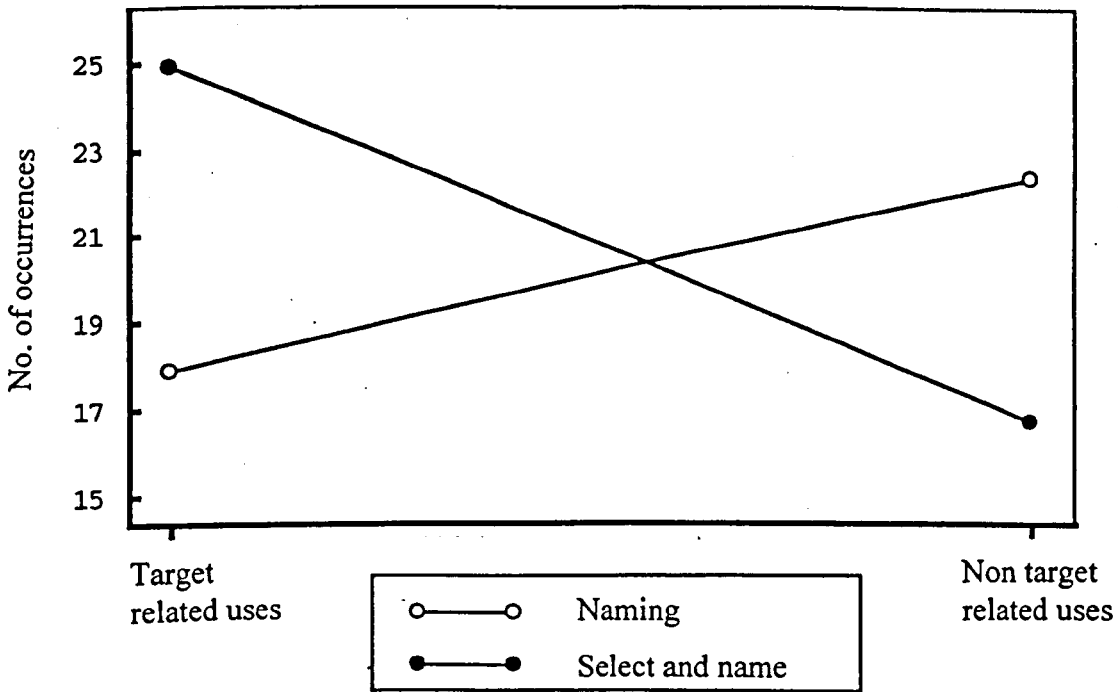 No. of occurrences
25
23
21
19
17
15
Target
related uses
Non target
related uses
Naming
Select and name